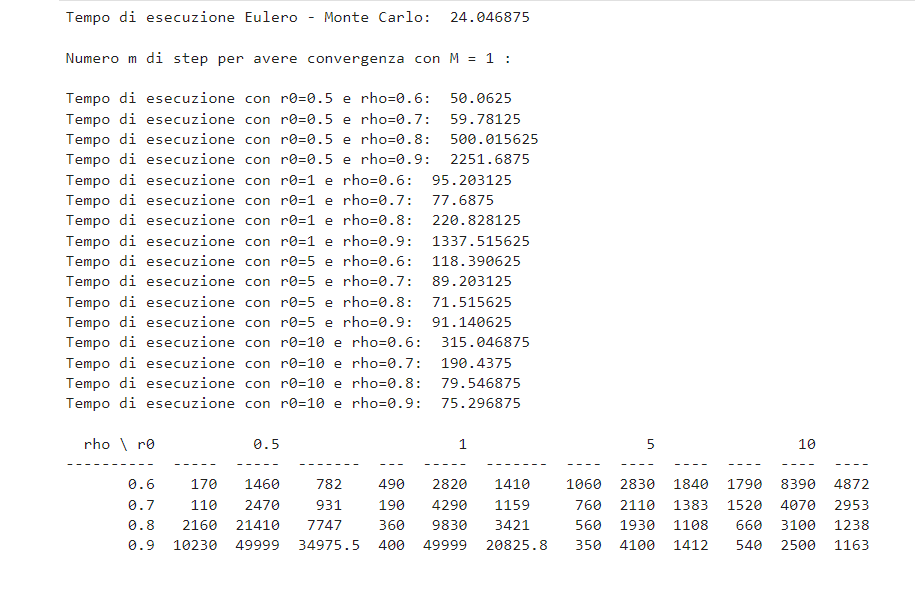 Tempo di esecuzione Eulero - Monte Carlo:  24.046875
Numero m di step per avere convergenza con M = 1 :
Tempo di esecuzione con r0=0.5 e rho=0.6:  50.0625
Tempo di esecuzione con r0=0.5 e rho=0.7:  59.78125
Tempo di esecuzione con r0=0.5 e rho=0.8:  500.015625
Tempo di esecuzione con r0=0.5 e rho=0.9:  2251.6875
Tempo di esecuzione con r0=1 e rho=0.6:  95.203125
Tempo di esecuzione con r0=1 e rho=0.7:  77.6875
Tempo di esecuzione con r0=1 e rho=0.8:  220.828125
Tempo di esecuzione con r0=1 e rho=0.9:  1337.515625
Tempo di esecuzione con r0=5 e rho=0.6:  118.390625
Tempo di esecuzione con r0=5 e rho=0.7:  89.203125
Tempo di esecuzione con r0=5 e rho=0.8:  71.515625
Tempo di esecuzione con r0=5 e rho=0.9:  91.140625
Tempo di esecuzione con r0=10 e rho=0.6:  315.046875
Tempo di esecuzione con r0=10 e rho=0.7:  190.4375
Tempo di esecuzione con r0=10 e rho=0.8:  79.546875
Tempo di esecuzione con r0=10 e rho=0.9:  75.296875
  rho \ r0           0.5                    1                    5                10
----------  -----  -----  -------  ---  -----  -------  ----  ----  ----  ----  ----  ----
       0.6    170   1460    782    490   2820   1410    1060  2830  1840  1790  8390  4872
       0.7    110   2470    931    190   4290   1159     760  2110  1383  1520  4070  2953
       0.8   2160  21410   7747    360   9830   3421     560  1930  1108   660  3100  1238
       0.9  10230  49999  34975.5  400  49999  20825.8   350  4100  1412   540  2500  1163